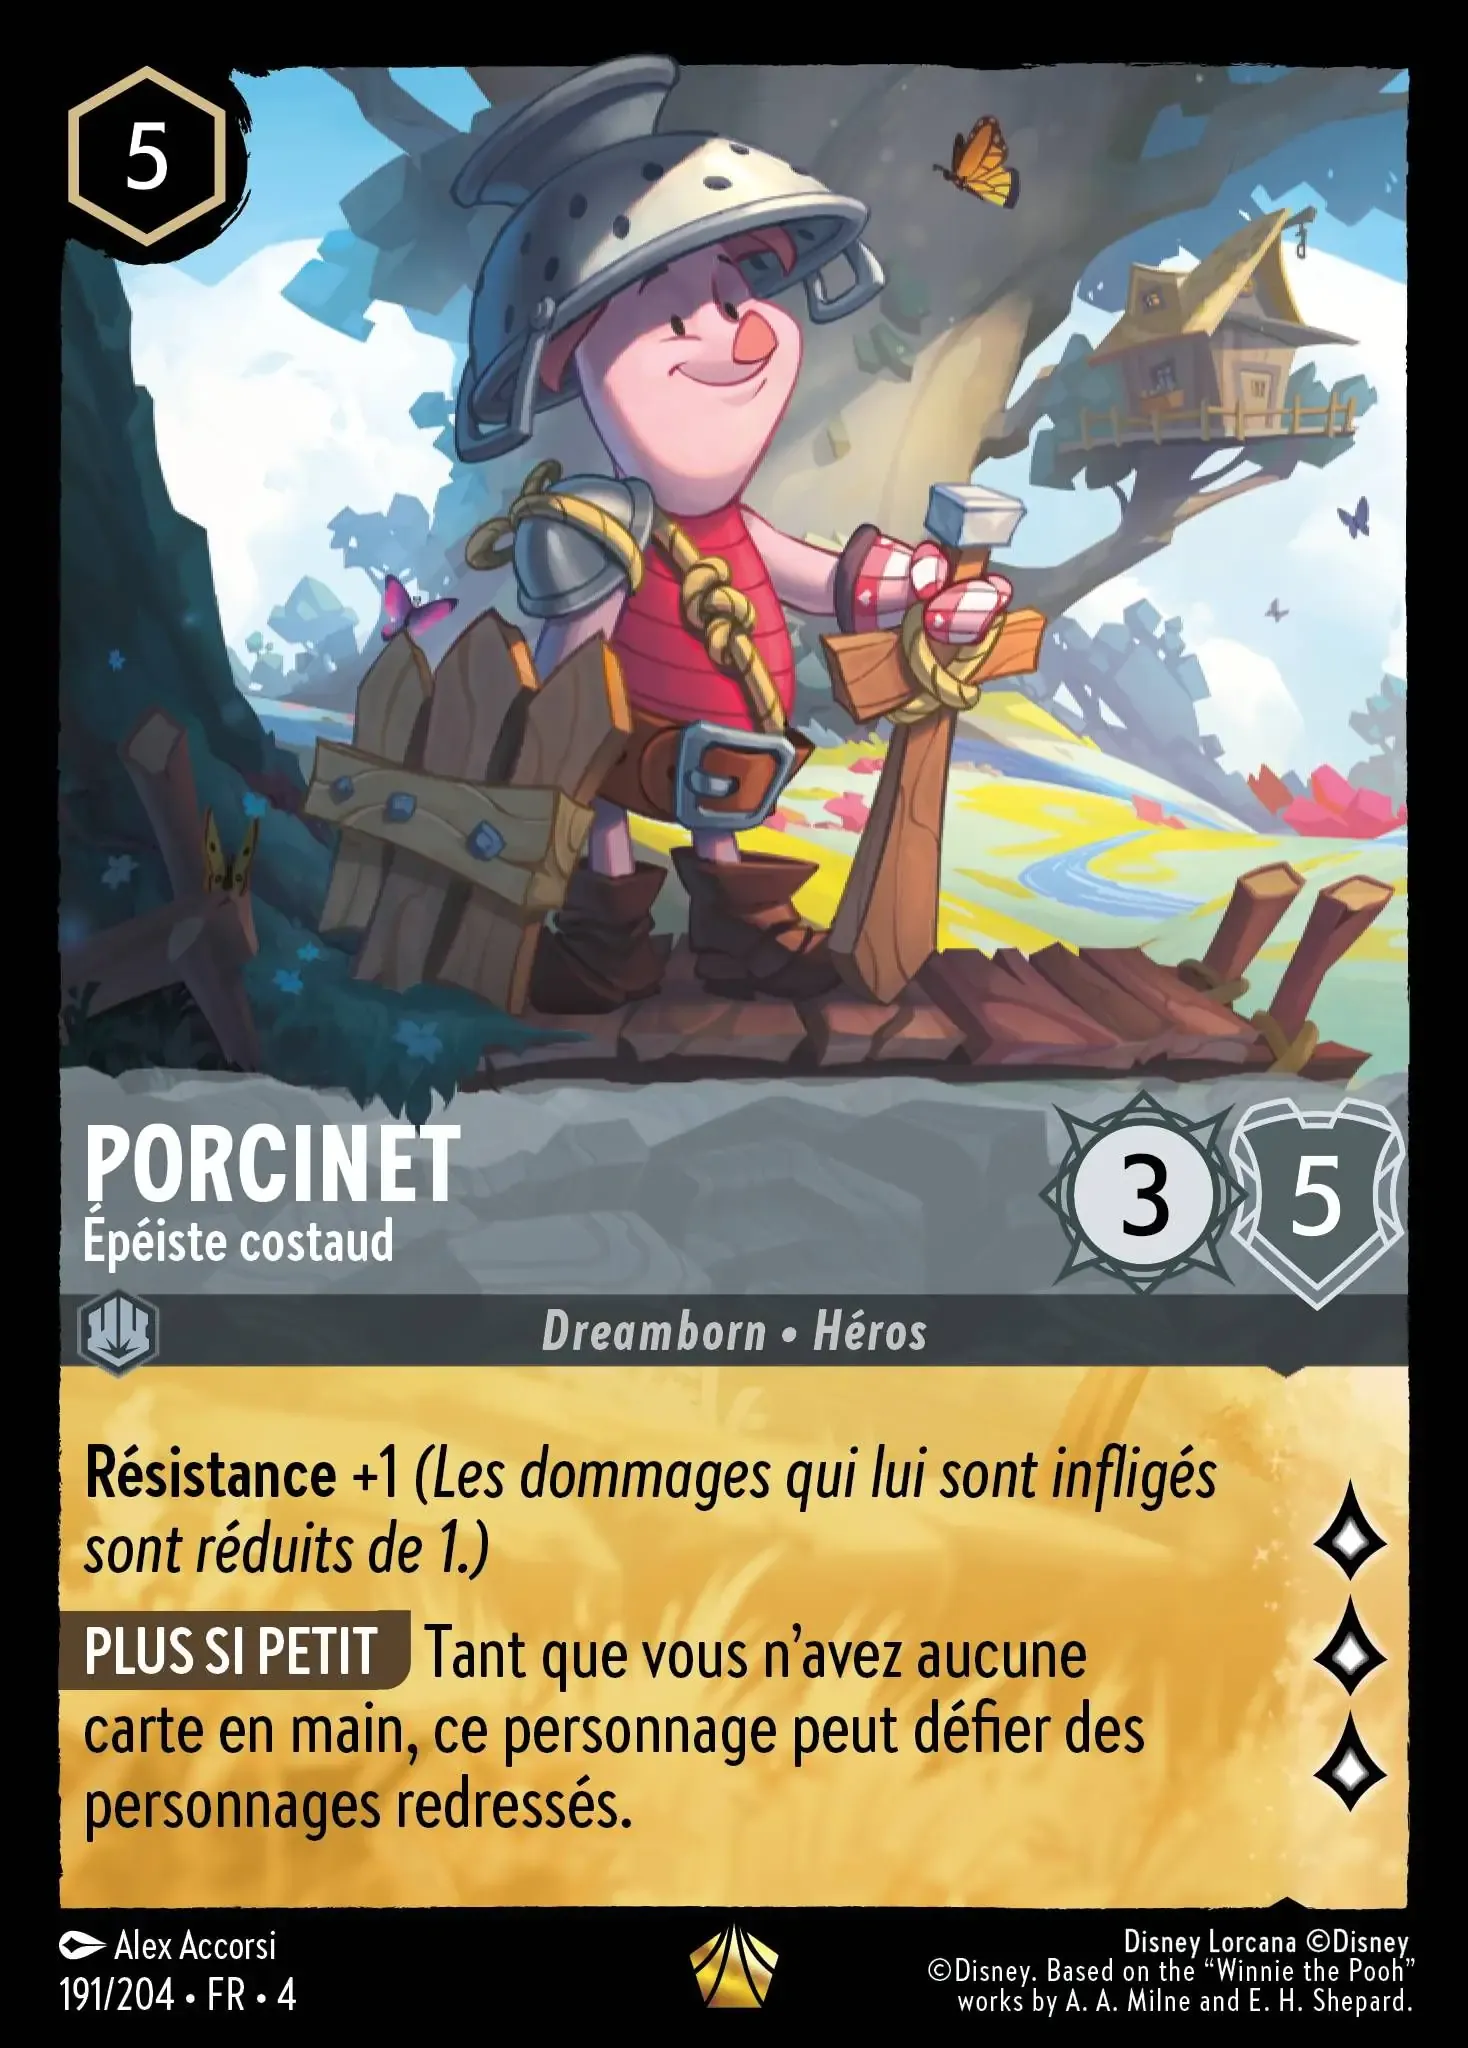 5
PORCINET
Épéiste costaud
3
5
Dreamborn • Héros
Résistance +1 (Les dommages qui lui sont infligés
sont réduits de 1.)
PLUS SI PETIT Tant que vous n’avez aucune
carte en main, ce personnage peut défier des
personnages redressés.
Alex Accorsi
191/204 • FR • 4
Disney Lorcana ©Disney
©Disney. Based on the “Winnie the Pooh”
works by A. A. Milne and E. H. Shepard.